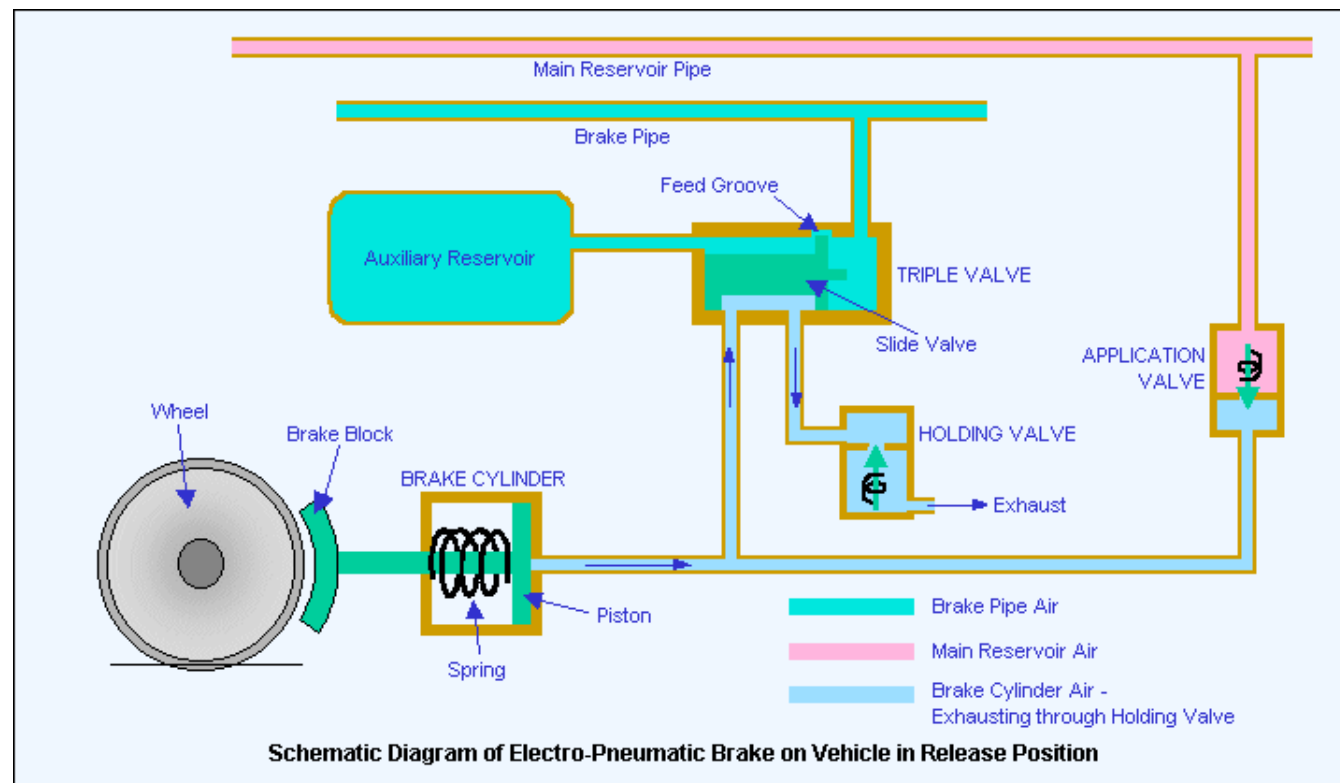 Main Reservoir Pipe
Brake Pipe
Feed Groove
Auxiliary Reservoir
TRIPLE VALVE
Slide Valve
APPLICATION
VALVE
Wheel
Brake Block
HOLDING VALVE
BRAKE CYLINDER
Exhaust
Piston
Spring
Brake Pipe Air
Main Reservoir Air
Brake Cylinder Air -
Exhausting through Holding Valve
Schematic Diagram of Electro-Pneumatic Brake on Vehicle in Release Position